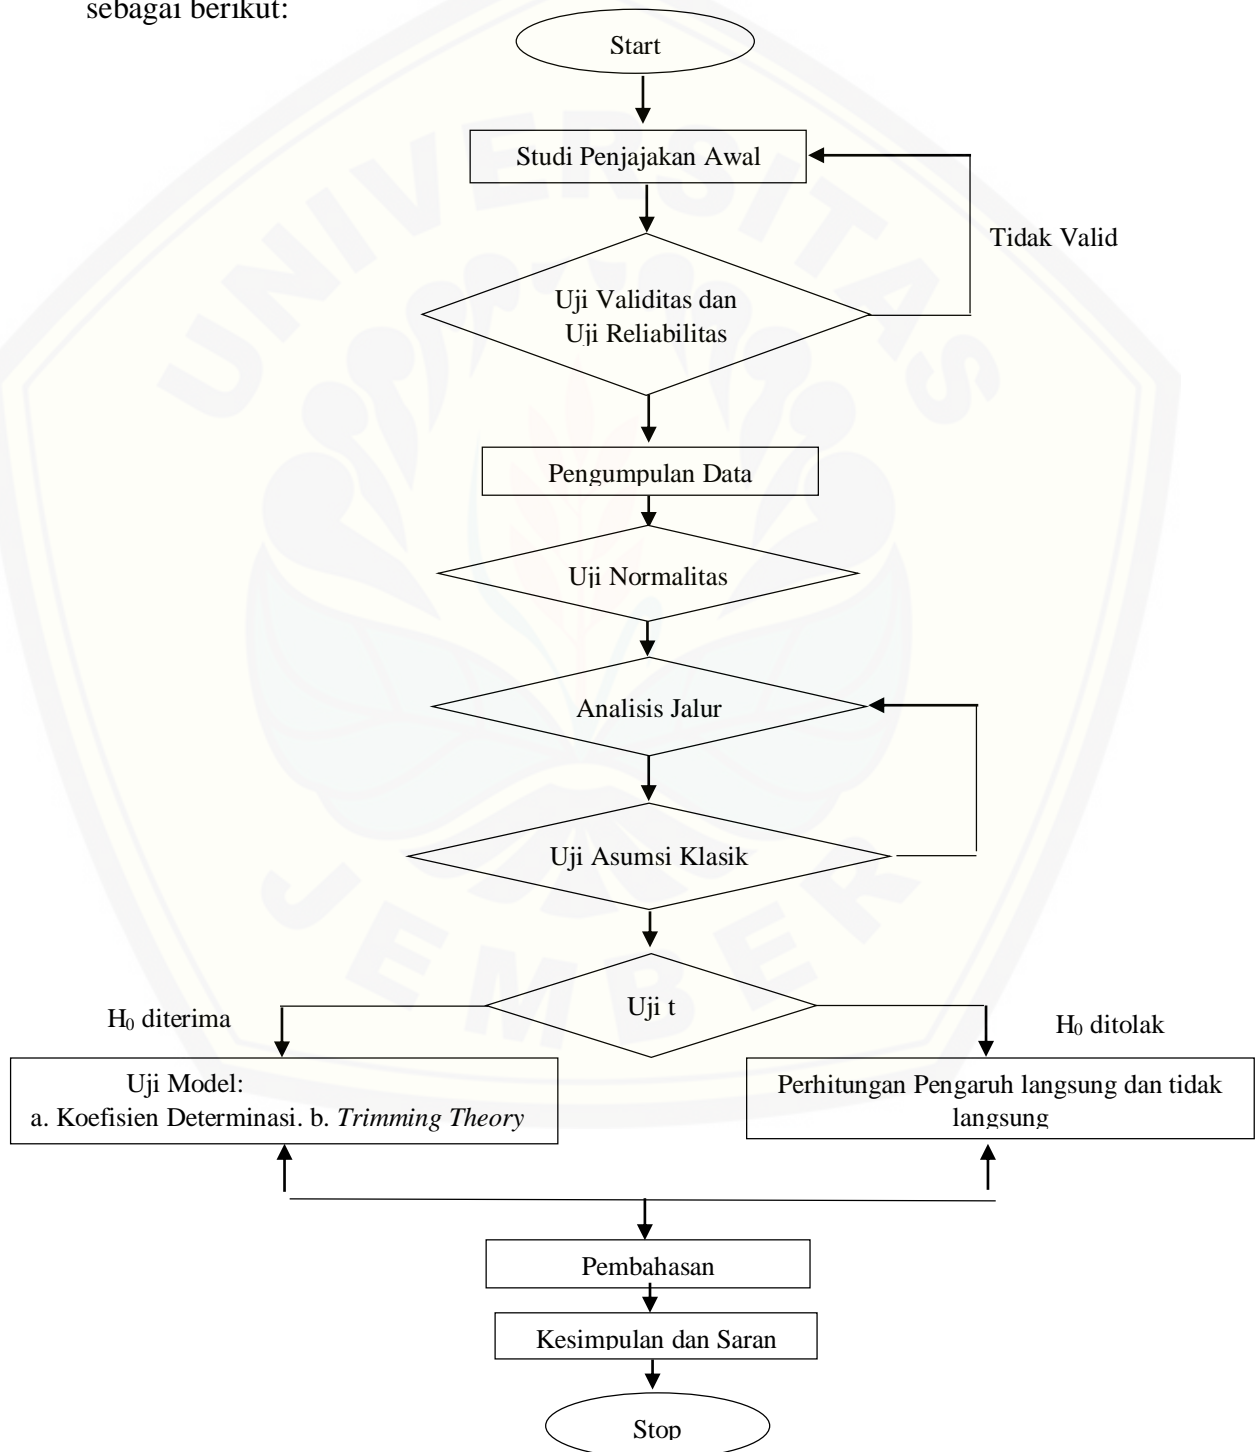 sebagai berikut:
Start
Studi Penjajakan Awal
Tidak Valid
Uji Validitas dan
Uji Reliabilitas
Pengumpulan Data
Uji Normalitas
Analisis Jalur
Uji Asumsi Klasik
Uji t
H₀ diterima
H₀ ditolak
Uji Model:
a. Koefisien Determinasi. b. Trimming Theory
Perhitungan Pengaruh langsung dan tidak
langsung
Pembahasan
Kesimpulan dan Saran
Stop
UNIVERSITAS
JEMBER